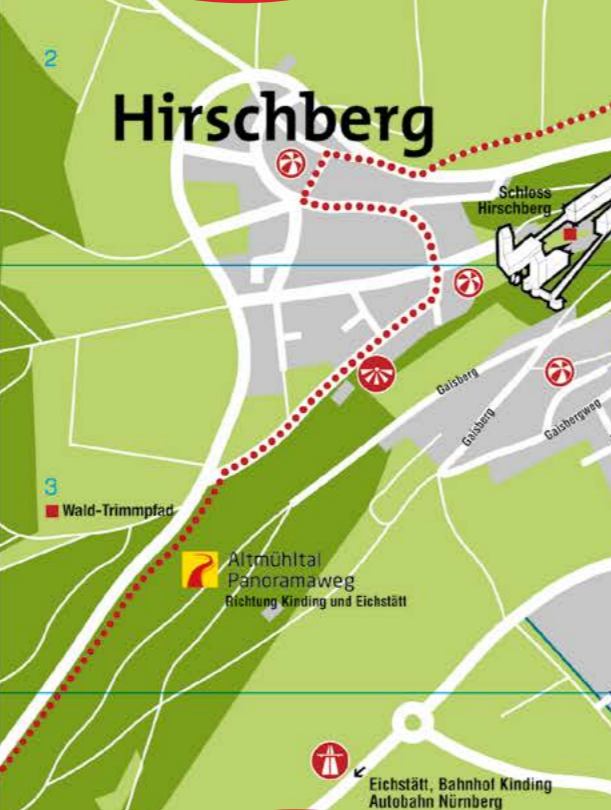 2
Hirschberg
Schloss
Hirschberg
Gaisberg
Gaisberg
Gaisbergweg
3
Wald-Trimmpfad
Altmühltal
Panoramaweg
Richtung Kinding und Eichstätt
Eichstätt, Bahnhof Kinding
Autobahn Nürnberg